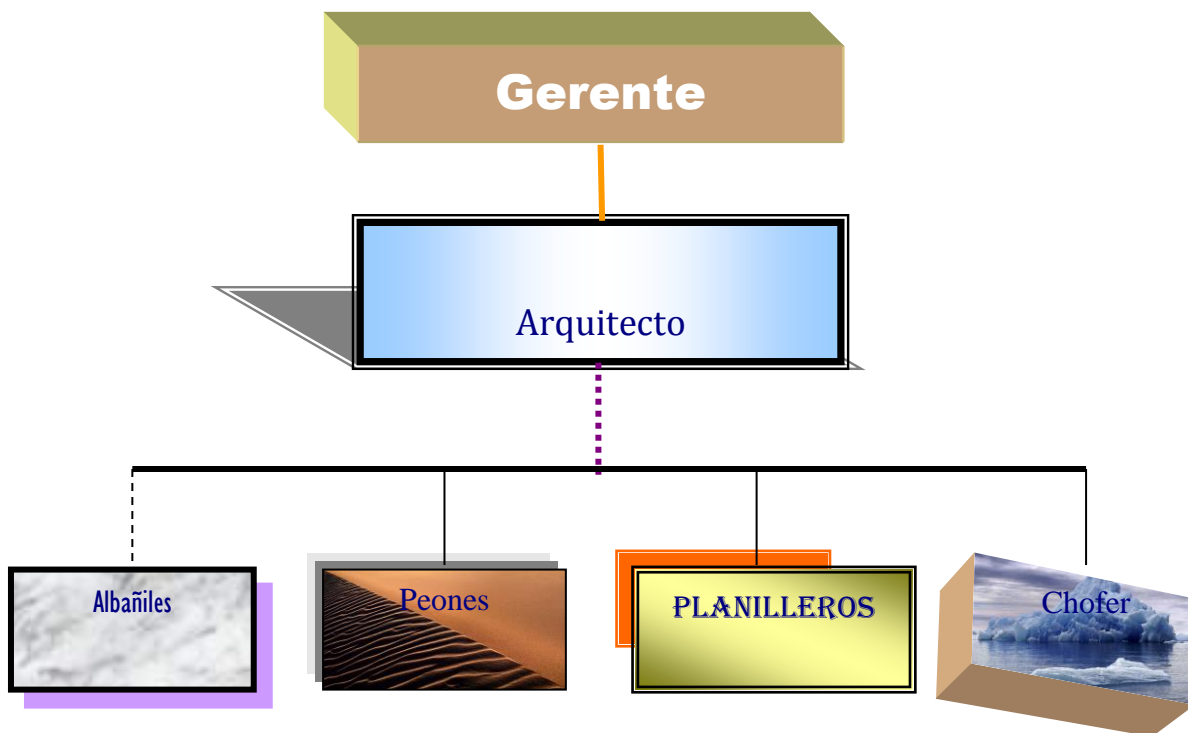 Gerente
Arquitecto
Albañiles
Peones
PLANILLEROS
Chofer